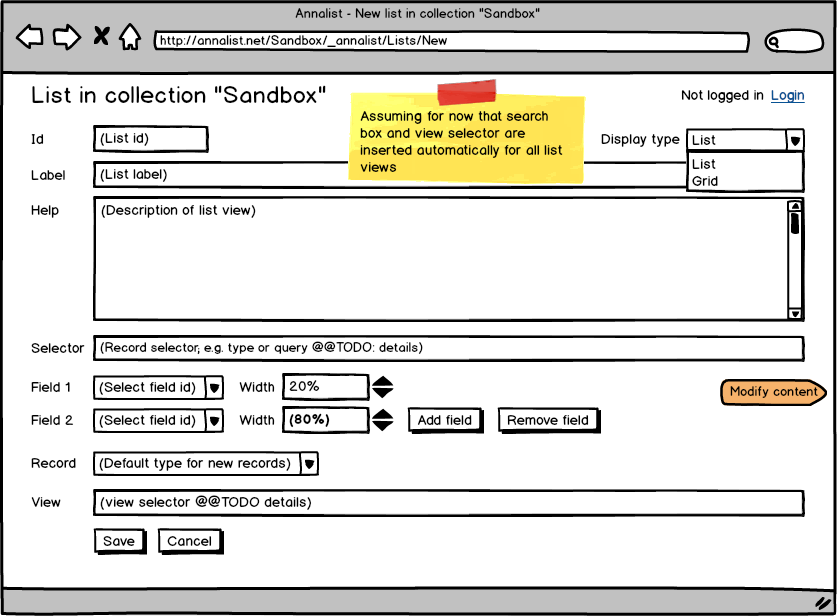 Annalist - New list in collection "Sandbox"
http://annalist.net/Sandbox/_annalist/Lists/New
List in collection "Sandbox"
Assuming for now that search
box and view selector are
inserted automatically for all list
views
Not logged in Login
Id (List id)
Display type List
List
Grid
Label (List label)
Help (Description of list view)
Selector (Record selector, e.g. type or query @@TODO: details)
Field 1 (Select field id) Width 20%
Modify content
Field 2 (Select field id) Width (80%) Add field Remove field
Record (Default type for new records)
View (view selector @@TODO details)
Save Cancel